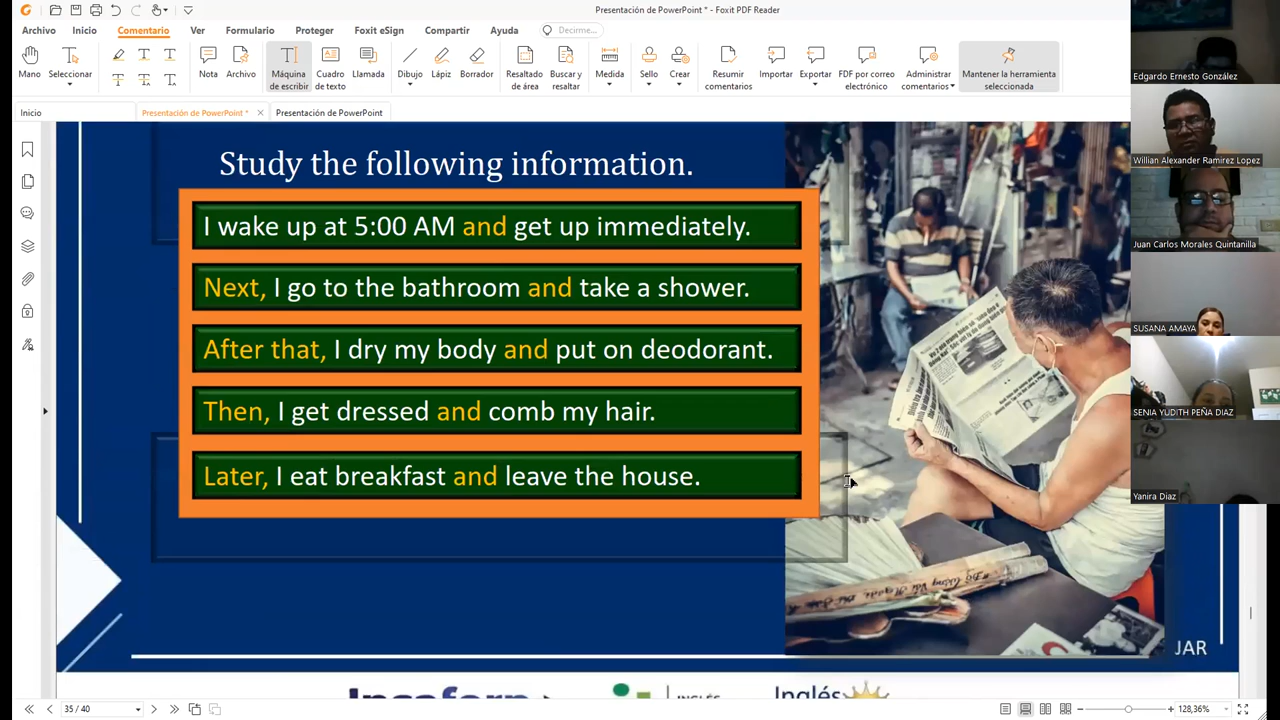 Presentación de PowerPoint * - Foxit PDF Reader
Archivo Inicio Comentario Ver Formulario Proteger Foxit eSign Compartir Ayuda Decirme...
Mano Seleccionar Nota Archivo Máquina de escribir Cuadro de texto Llamada Dibujo Lápiz Borrador Resaltado de área Buscar y resaltar Medida Sello Crear Resumir comentarios Importar Exportar PDF por correo electrónico Administrar comentarios Mantener la herramienta seleccionada
Inicio Presentación de PowerPoint * Presentación de PowerPoint
Study the following information.
I wake up at 5:00 AM and get up immediately.
Next, I go to the bathroom and take a shower.
After that, I dry my body and put on deodorant.
Then, I get dressed and comb my hair.
Later, I eat breakfast and leave the house.
JAR
INGLÉS
Inglés
35 / 40
128,36%
Edgardo Ernesto González
Willian Alexander Ramirez Lopez
Juan Carlos Morales Quintanilla
SUSANA AMAYA
SENIA YUDITH PEÑA DIAZ
Yanira Diaz